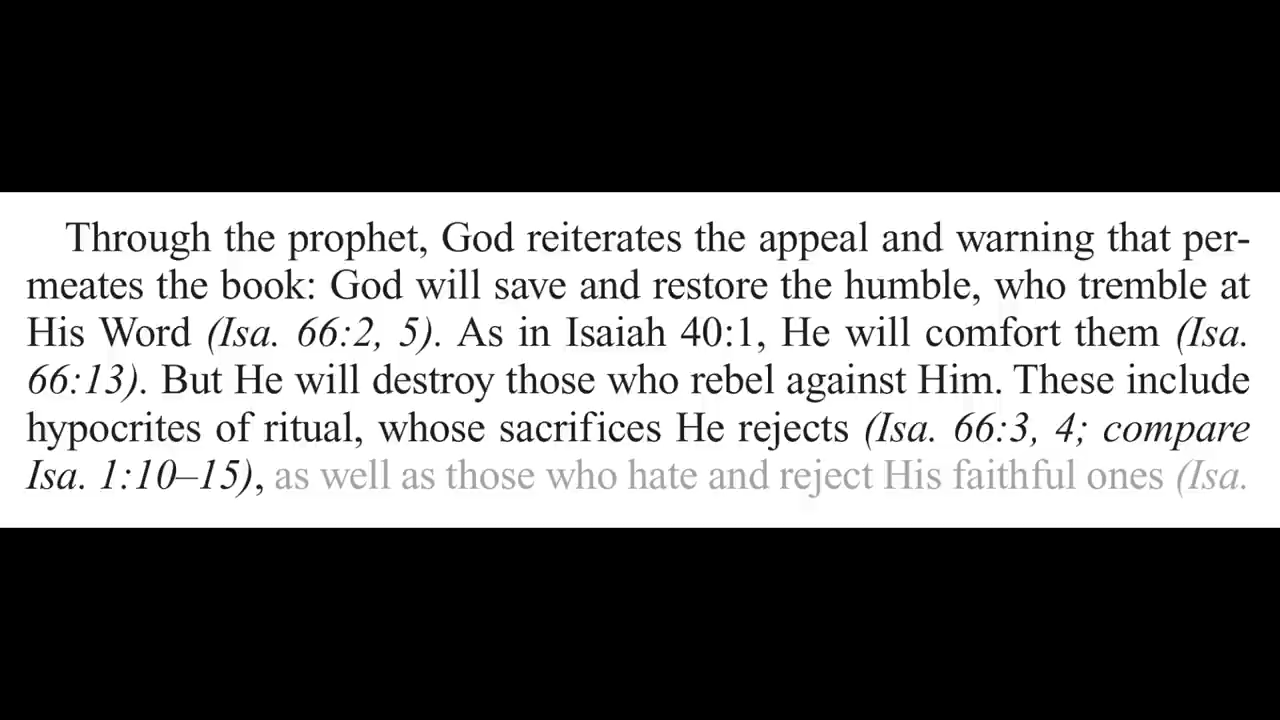 Through the prophet, God reiterates the appeal and warning that per-
meates the book: God will save and restore the humble, who tremble at
His Word (Isa. 66:2, 5). As in Isaiah 40:1, He will comfort them (Isa.
66:13). But He will destroy those who rebel against Him. These include
hypocrites of ritual, whose sacrifices He rejects (Isa. 66:3, 4; compare
Isa. 1:10–15), as well as those who hate and reject His faithful ones (Isa.